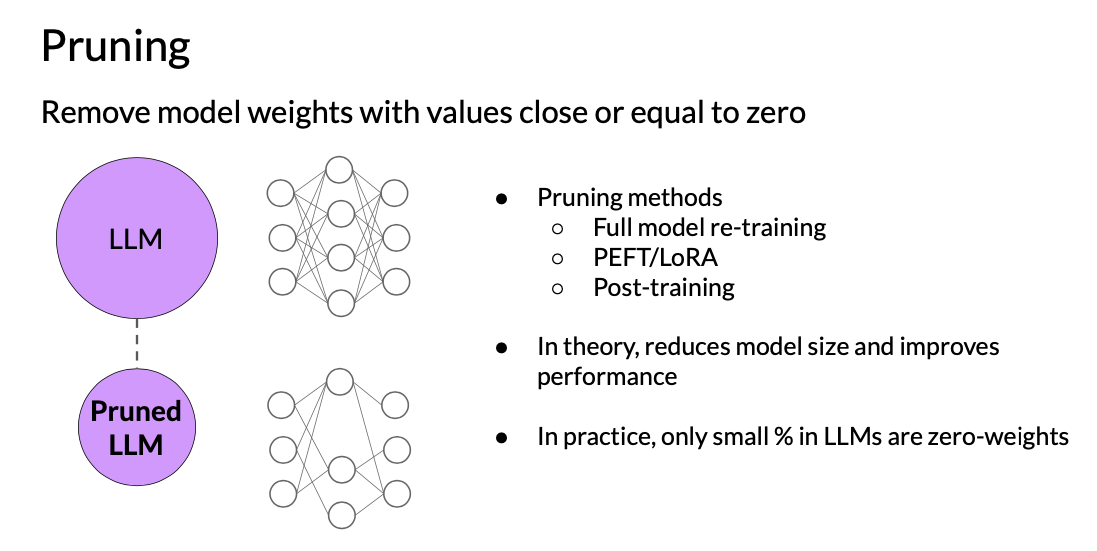 Pruning
Remove model weights with values close or equal to zero
LLM
Pruned
LLM
● Pruning methods
○ Full model re-training
○ PEFT/LoRA
○ Post-training
● In theory, reduces model size and improves
performance
● In practice, only small % in LLMs are zero-weights